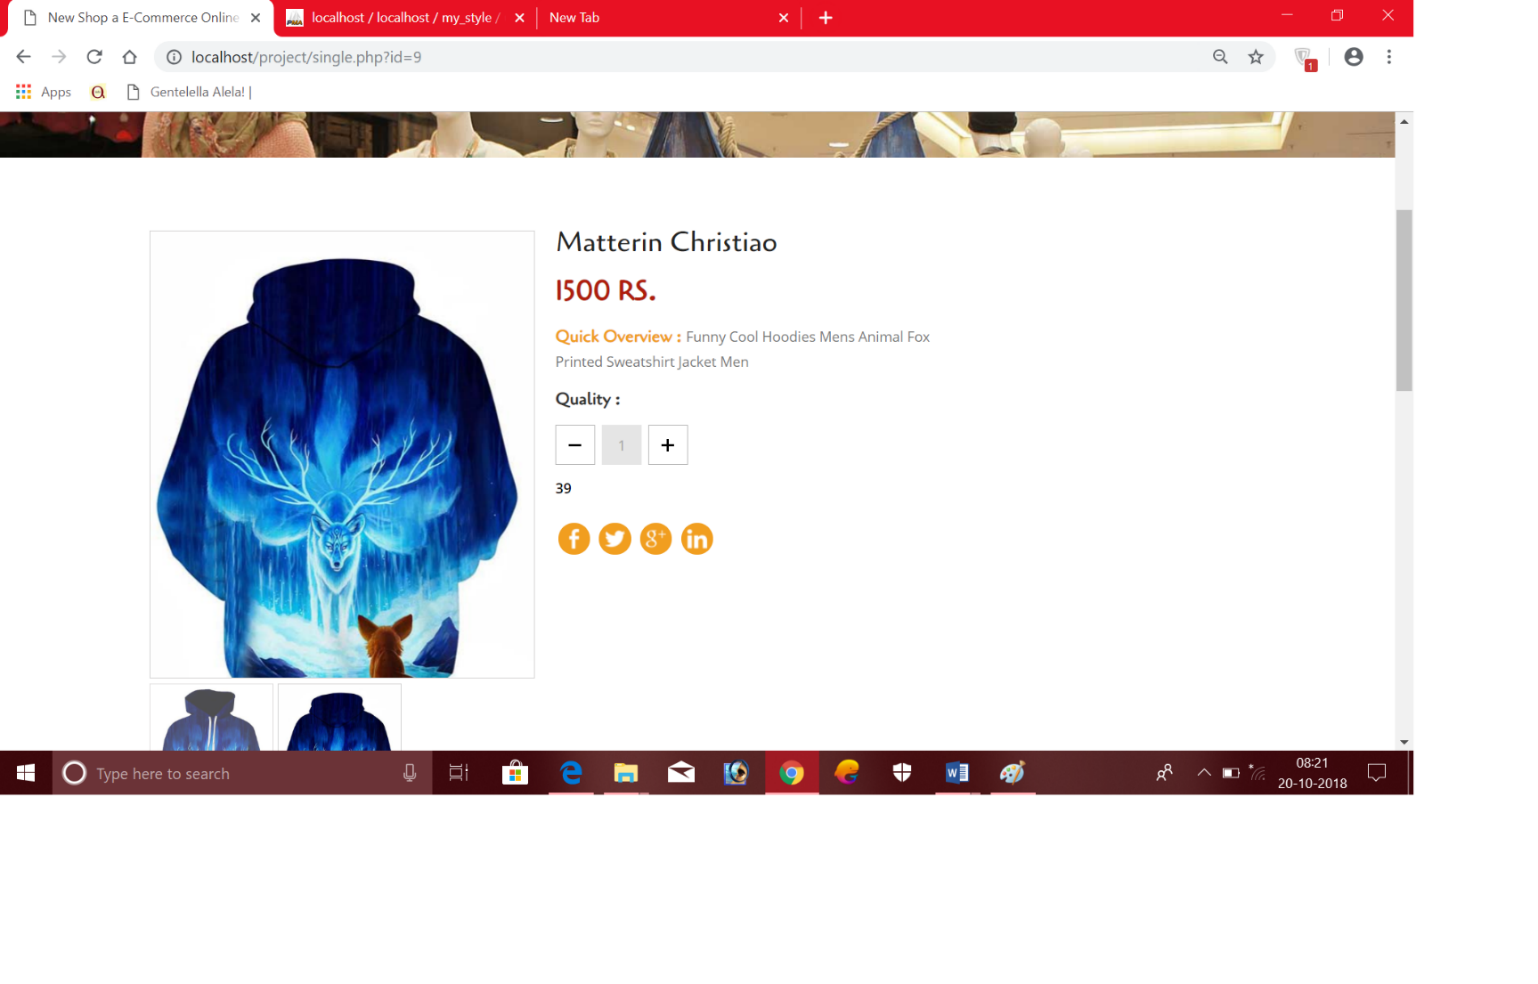 New Shop a E-Commerce Online
localhost / localhost / my_style /
New Tab
localhost/project/single.php?id=9
1
Apps
Gentelella Alela! |
Matterin Christiao
1500 RS.
Quick Overview : Funny Cool Hoodies Mens Animal Fox
Printed Sweatshirt Jacket Men
Quality :
− 1 +
39
f g+ in
Type here to search
08:21
20-10-2018